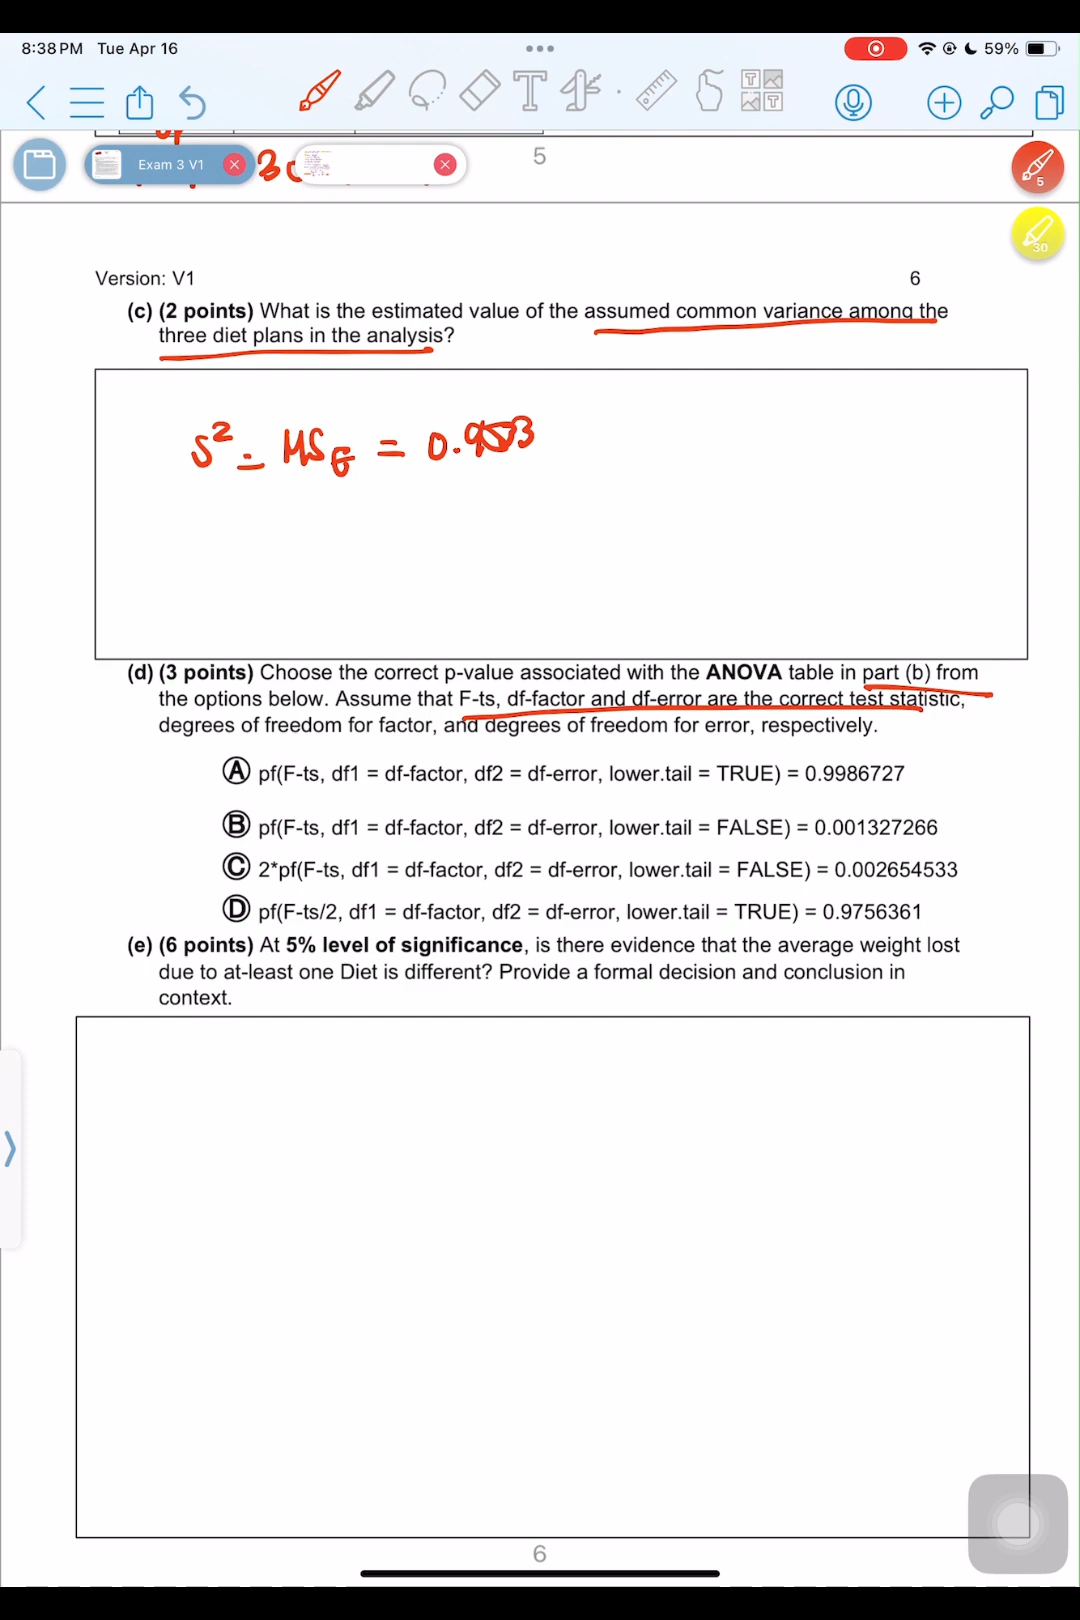 8:38 PM Tue Apr 16
59%
Exam 3 V1
5
5
30
Version: V1
6
(c) (2 points) What is the estimated value of the assumed common variance among the
three diet plans in the analysis?
S² = MSE = 0.9503
(d) (3 points) Choose the correct p-value associated with the ANOVA table in part (b) from
the options below. Assume that F-ts, df-factor and df-error are the correct test statistic,
degrees of freedom for factor, and degrees of freedom for error, respectively.
Ⓐ pf(F-ts, df1 = df-factor, df2 = df-error, lower.tail = TRUE) = 0.9986727
Ⓑ pf(F-ts, df1 = df-factor, df2 = df-error, lower.tail = FALSE) = 0.001327266
Ⓒ 2*pf(F-ts, df1 = df-factor, df2 = df-error, lower.tail = FALSE) = 0.002654533
Ⓓ pf(F-ts/2, df1 = df-factor, df2 = df-error, lower.tail = TRUE) = 0.9756361
(e) (6 points) At 5% level of significance, is there evidence that the average weight lost
due to at-least one Diet is different? Provide a formal decision and conclusion in
context.
6